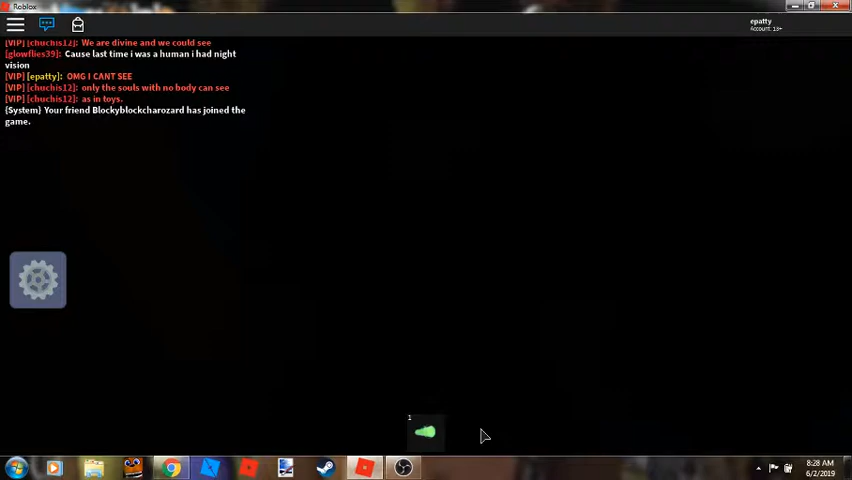 Roblox
epatty
Account: 13+
[VIP] [chuchis12]: We are divine and we could see
[glowflies39]: Cause last time i was a human i had night
vision
[VIP] [epatty]: OMG I CANT SEE
[VIP] [chuchis12]: only the souls with no body can see
[VIP] [chuchis12]: as in toys.
{System} Your friend Blockyblockcharozard has joined the
game.
1
8:28 AM
6/2/2019